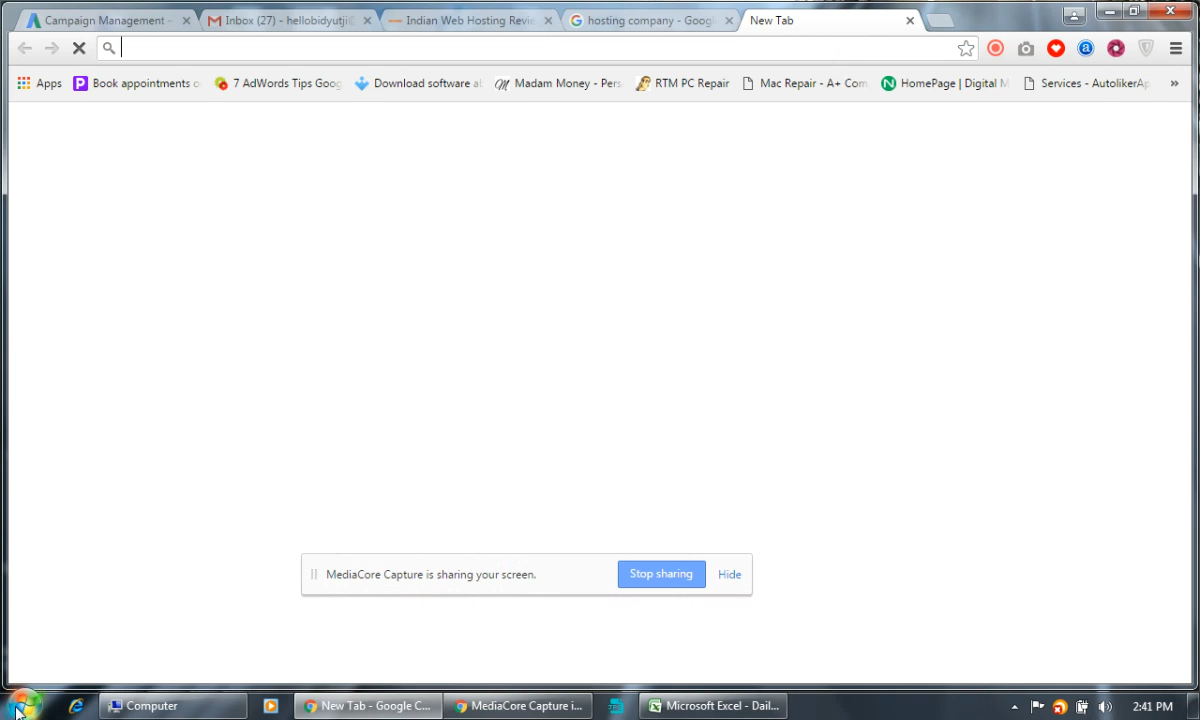 Campaign Management -
Inbox (27) - hellobidyutji@
Indian Web Hosting Revie
hosting company - Googl
New Tab
Apps
Book appointments o
7 AdWords Tips Goog
Download software al
Madam Money - Pers
RTM PC Repair
Mac Repair - A+ Com
HomePage | Digital M
Services - AutolikerAp
MediaCore Capture is sharing your screen.
Stop sharing
Hide
Computer
New Tab - Google C...
MediaCore Capture i...
Microsoft Excel - Dail...
2:41 PM